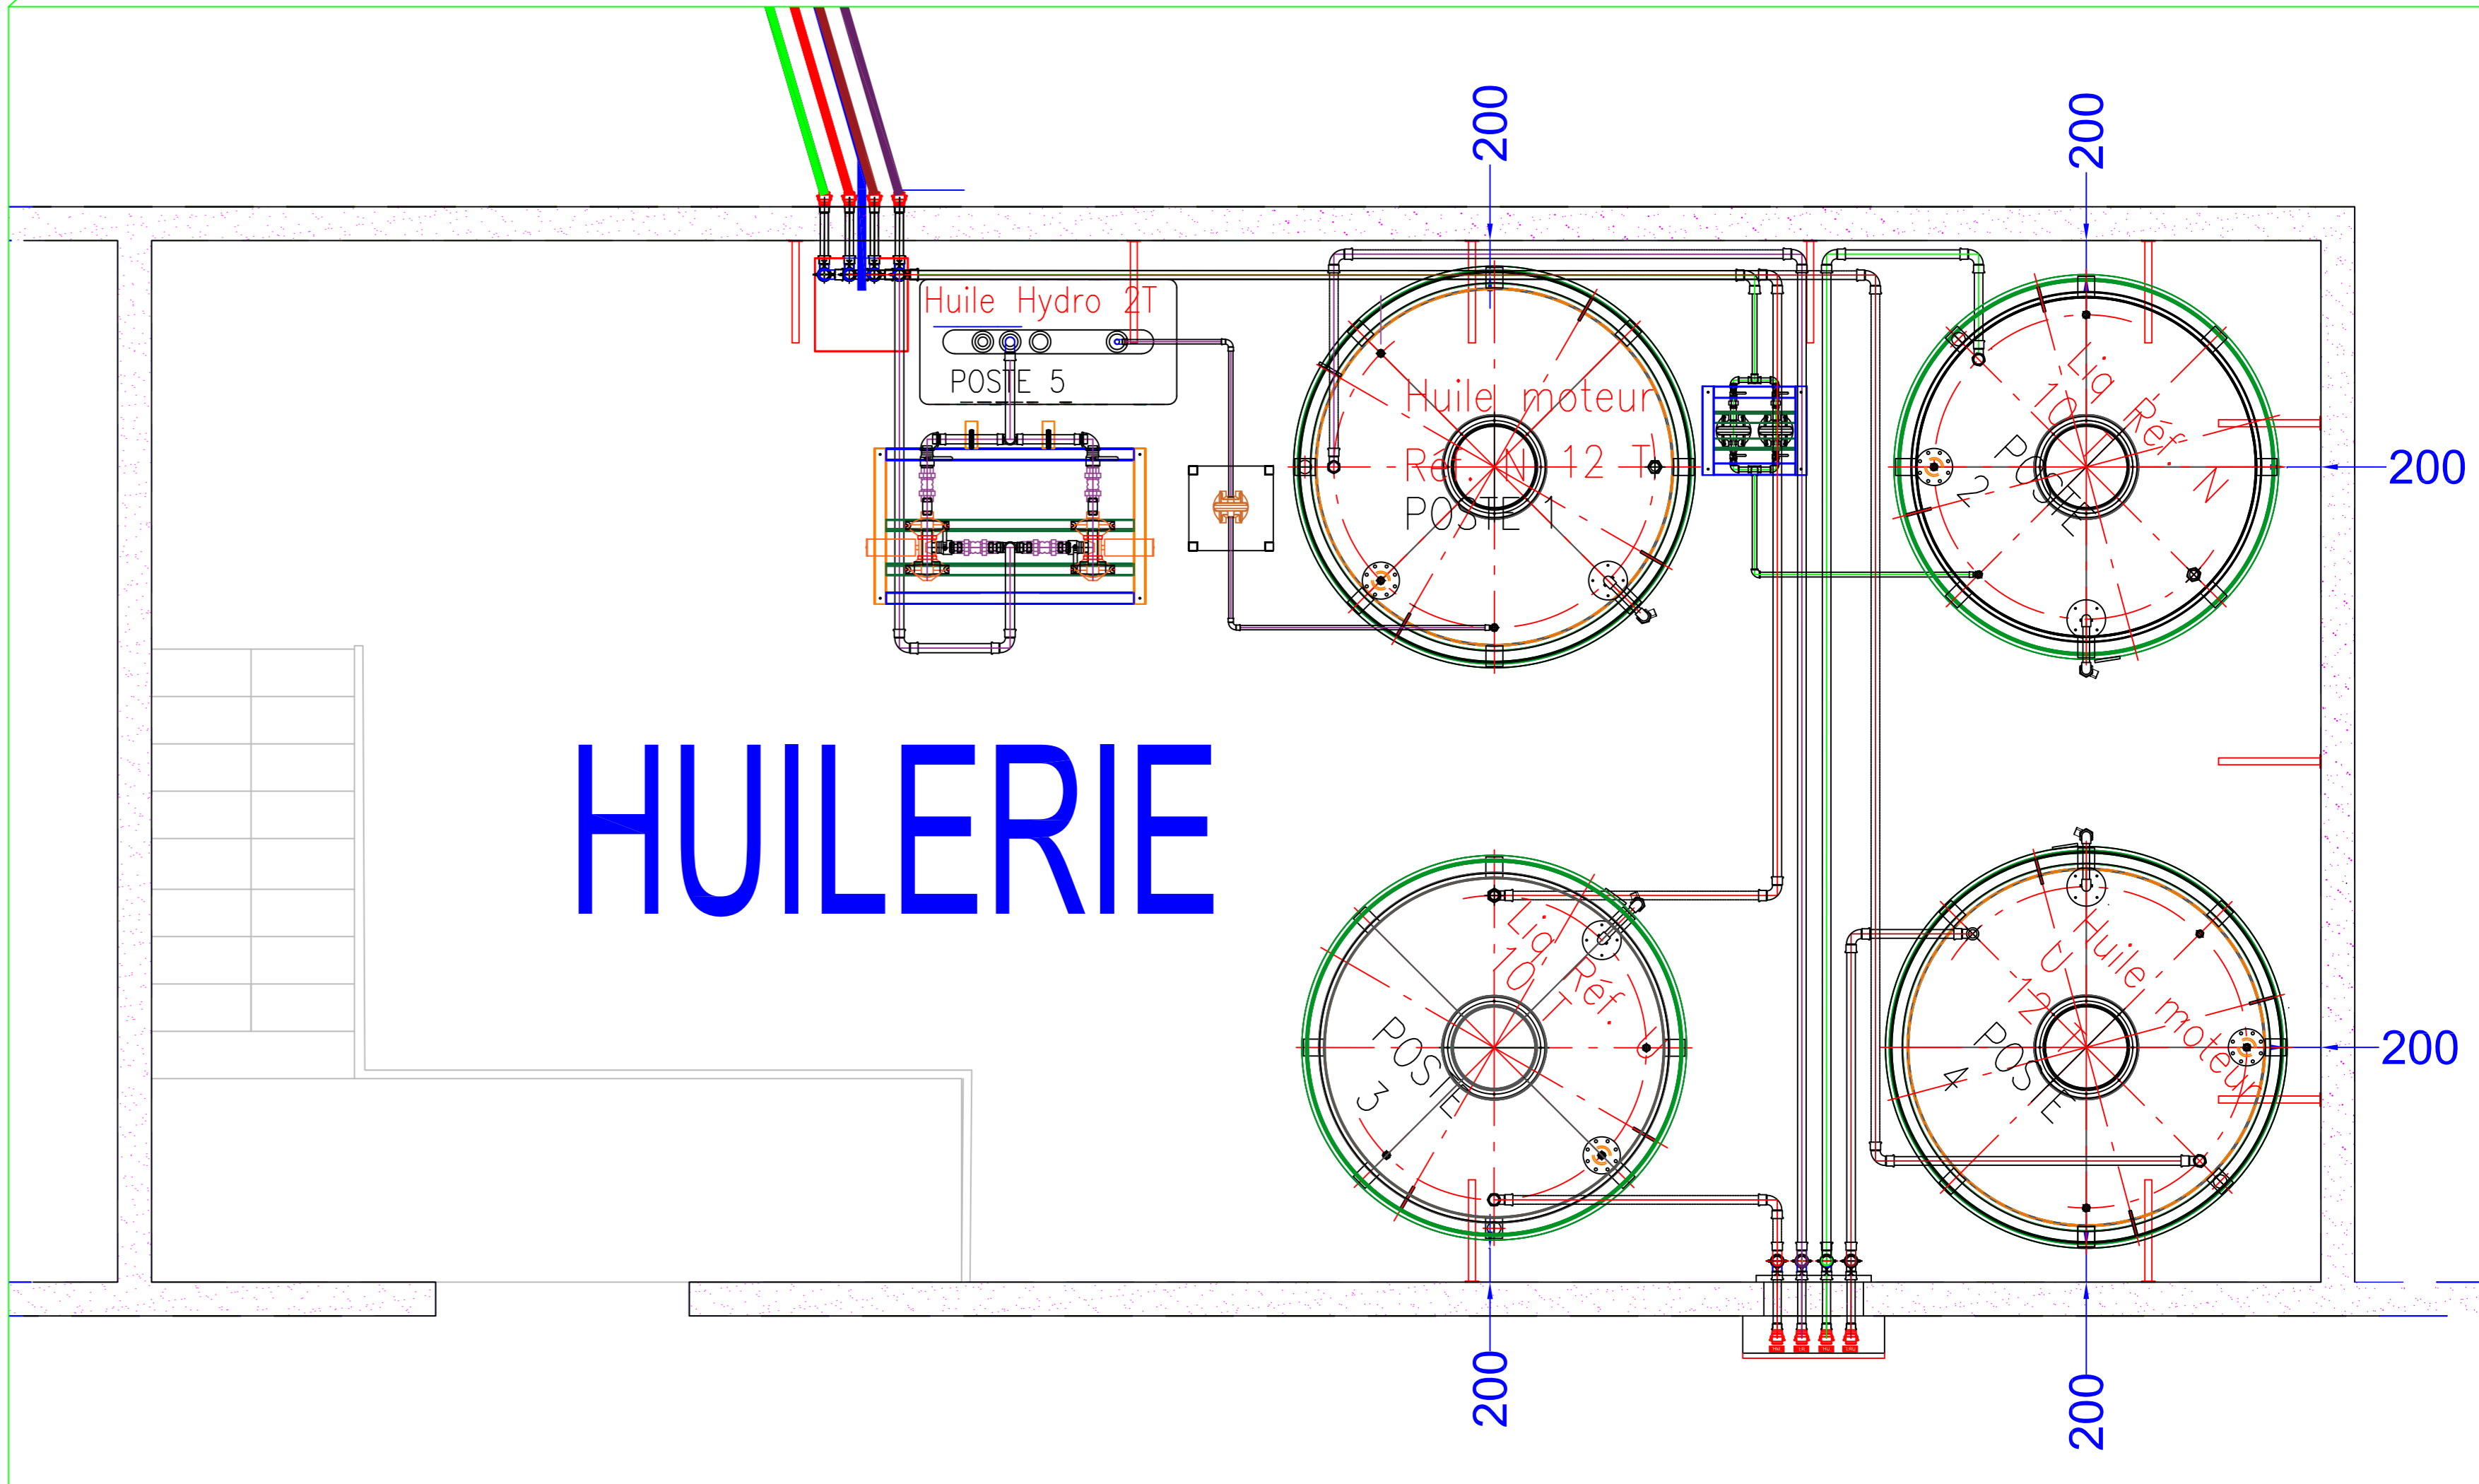 200
200
Huile Hydro 2T
POSTE 5
Huile moteur
Réf. N 12 T
POSTE 1
Liq Réf. N
10
POSTE
2
200
HUILERIE
Liq Réf. U
10 T
POSTE
3
Huile moteur
U
12 T
POSTE
4
200
200
200